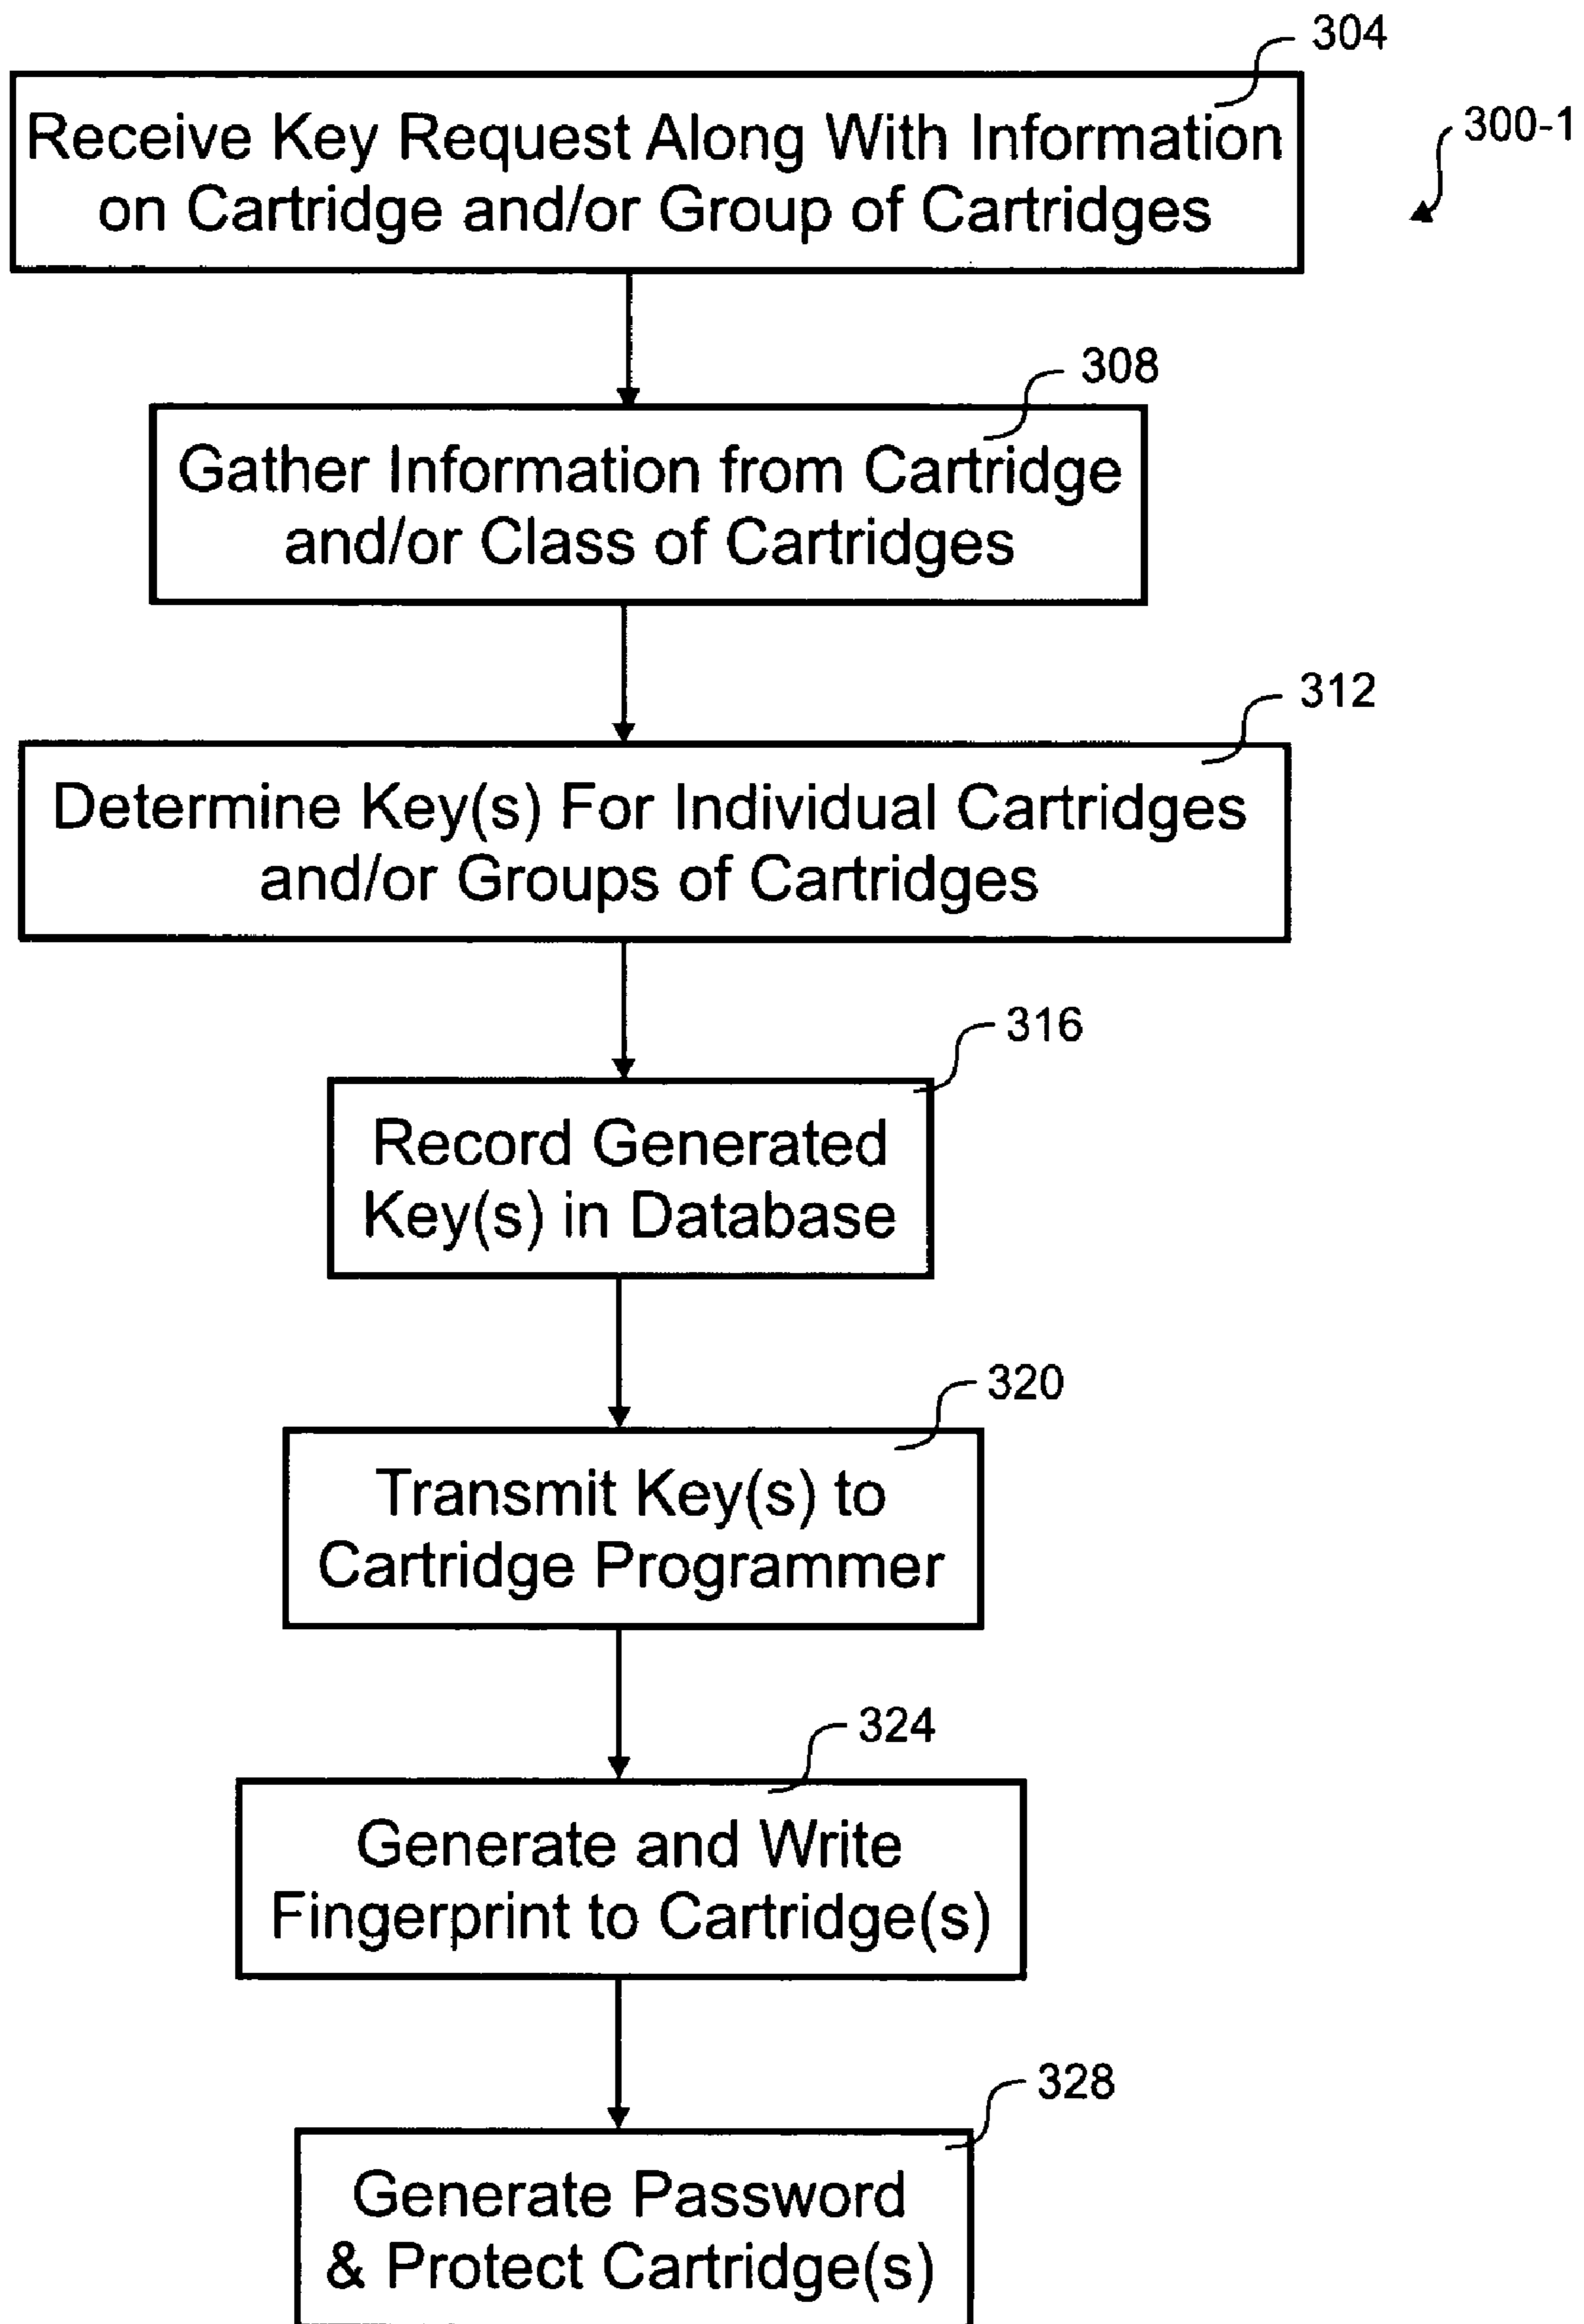 304
300-1
Receive Key Request Along With Information
on Cartridge and/or Group of Cartridges
308
Gather Information from Cartridge
and/or Class of Cartridges
312
Determine Key(s) For Individual Cartridges
and/or Groups of Cartridges
316
Record Generated
Key(s) in Database
320
Transmit Key(s) to
Cartridge Programmer
324
Generate and Write
Fingerprint to Cartridge(s)
328
Generate Password
& Protect Cartridge(s)